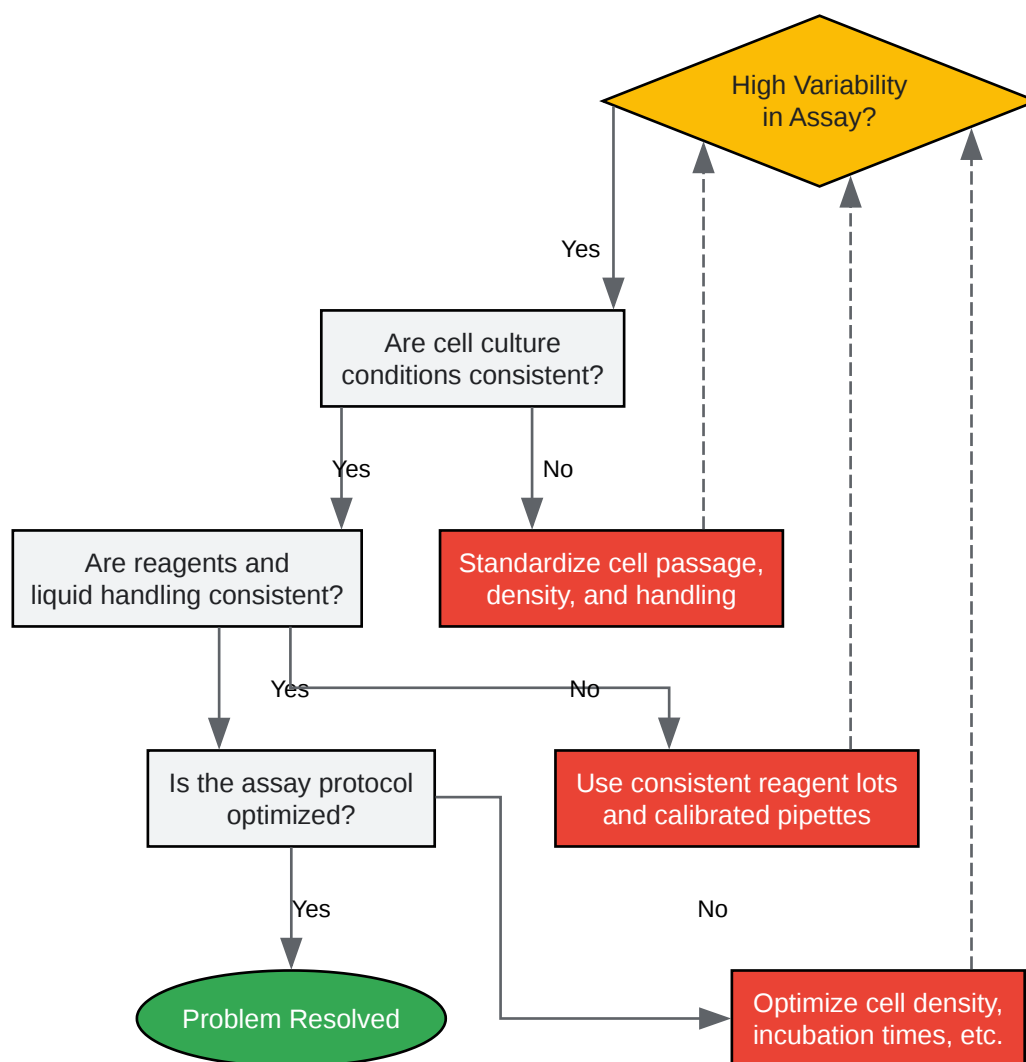 High Variability
in Assay?
Yes
Are cell culture
conditions consistent?
Yes
No
Are reagents and
liquid handling consistent?
Standardize cell passage,
density, and handling
Yes
No
Is the assay protocol
optimized?
Use consistent reagent lots
and calibrated pipettes
Yes
No
Problem Resolved
Optimize cell density,
incubation times, etc.